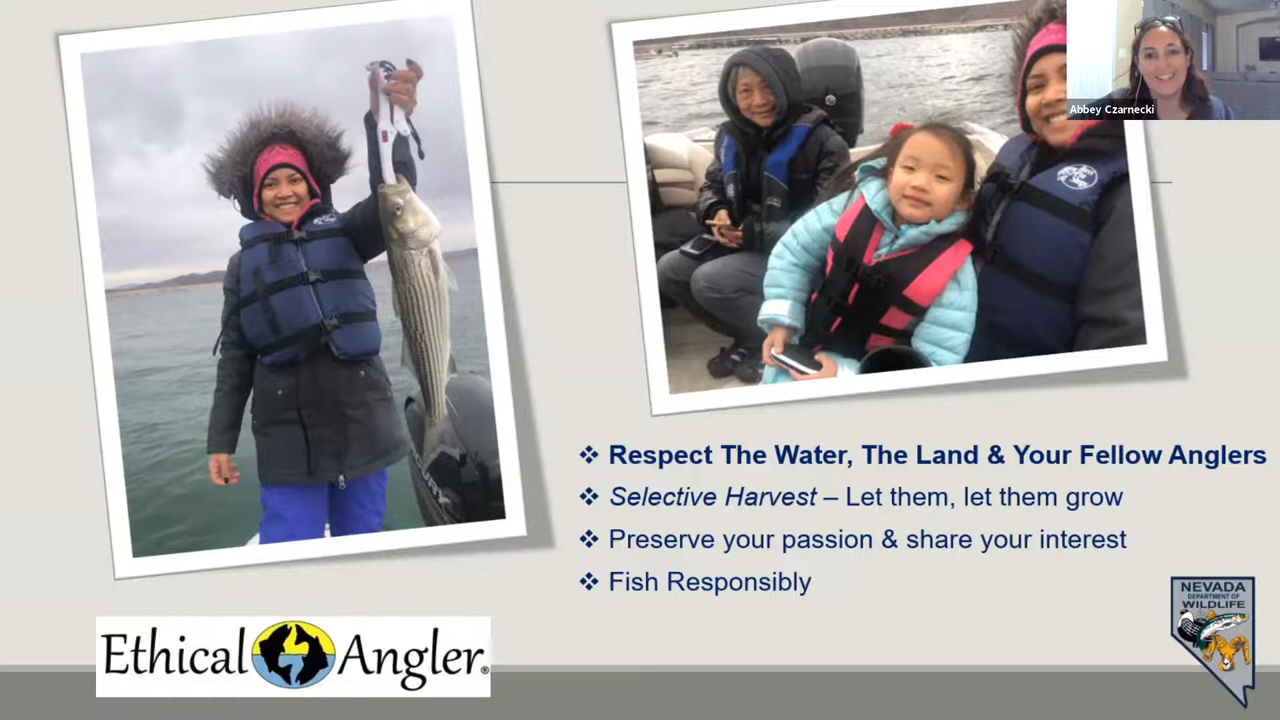 Abbey Czarnecki
❖ Respect The Water, The Land & Your Fellow Anglers
❖ Selective Harvest – Let them, let them grow
❖ Preserve your passion & share your interest
❖ Fish Responsibly
Ethical Angler®
NEVADA
DEPARTMENT OF
WILDLIFE